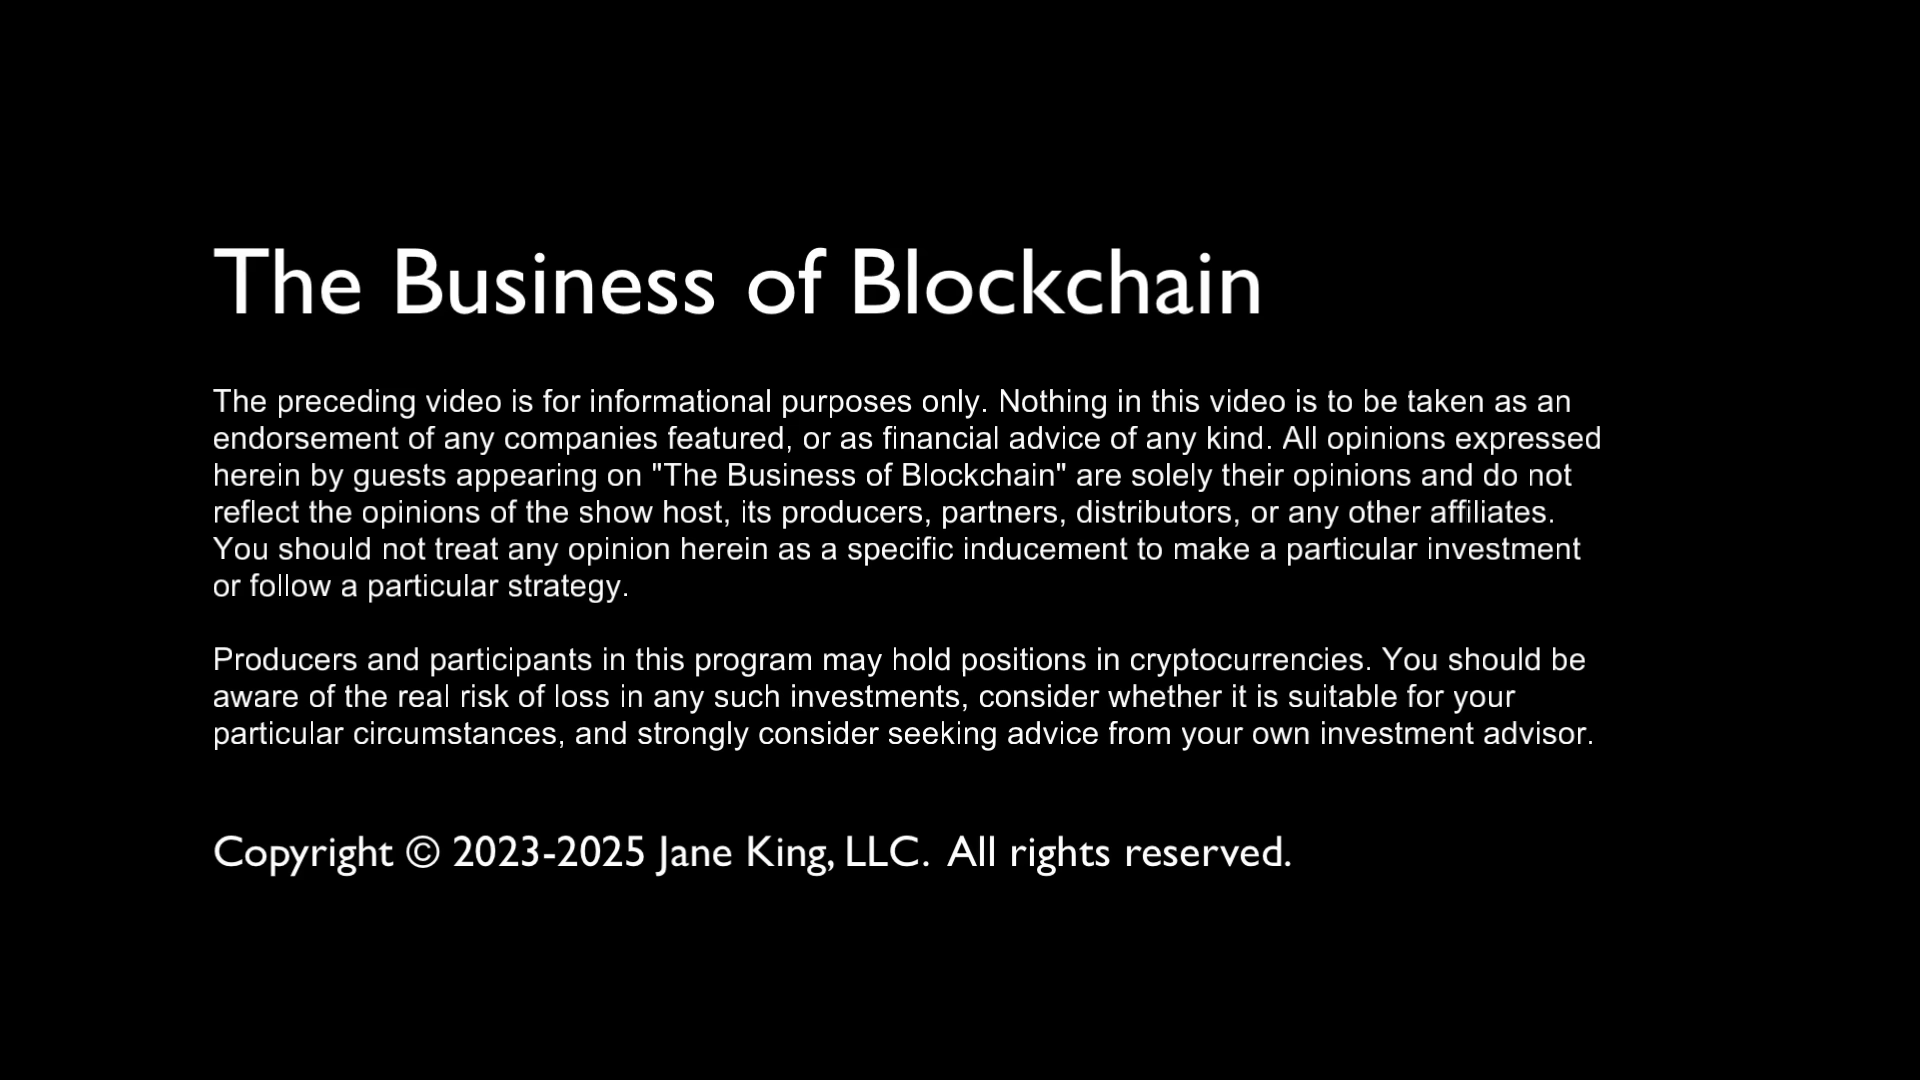 The Business of Blockchain
The preceding video is for informational purposes only. Nothing in this video is to be taken as an
endorsement of any companies featured, or as financial advice of any kind. All opinions expressed
herein by guests appearing on "The Business of Blockchain" are solely their opinions and do not
reflect the opinions of the show host, its producers, partners, distributors, or any other affiliates.
You should not treat any opinion herein as a specific inducement to make a particular investment
or follow a particular strategy.
Producers and participants in this program may hold positions in cryptocurrencies. You should be
aware of the real risk of loss in any such investments, consider whether it is suitable for your
particular circumstances, and strongly consider seeking advice from your own investment advisor.
Copyright © 2023-2025 Jane King, LLC.  All rights reserved.